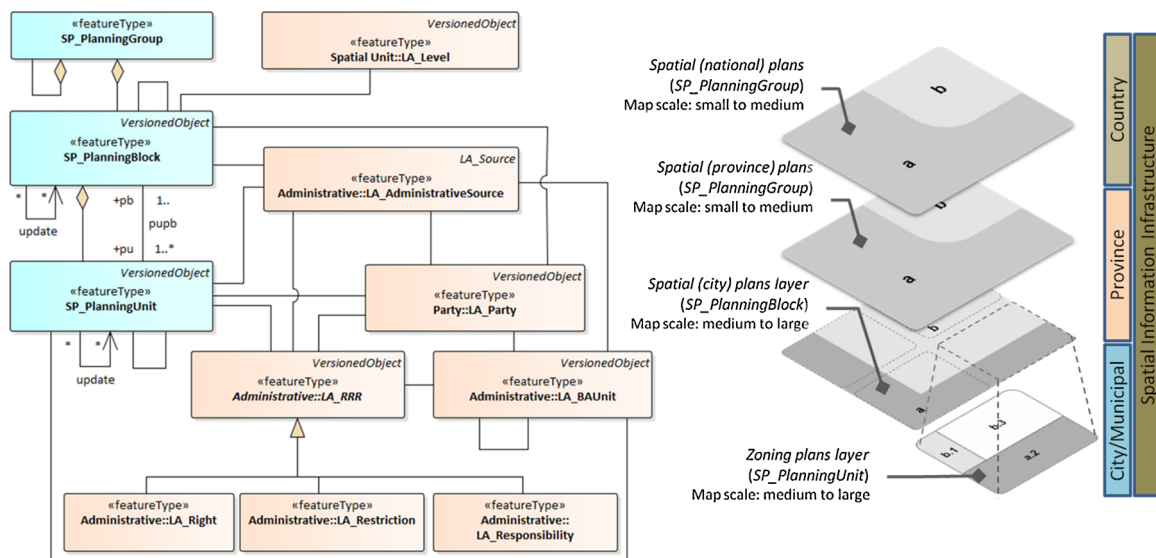 «featureType»
SP_PlanningGroup
VersionedObject
«featureType»
Spatial Unit::LA_Level
VersionedObject
«featureType»
SP_PlanningBlock
LA_Source
«featureType»
Administrative::LA_AdministrativeSource
*
*
update
+pb
1..
pupb
+pu
1..*
VersionedObject
«featureType»
SP_PlanningUnit
VersionedObject
«featureType»
Party::LA_Party
*
*
update
VersionedObject
«featureType»
Administrative::LA_RRR
VersionedObject
«featureType»
Administrative::LA_BAUnit
«featureType»
Administrative::LA_Right
«featureType»
Administrative::LA_Restriction
«featureType»
Administrative::
LA_Responsibility
Spatial (national) plans
(SP_PlanningGroup)
Map scale: small to medium
b
a
Spatial (province) plans
(SP_PlanningGroup)
Map scale: small to medium
b
a
Spatial (city) plans layer
(SP_PlanningBlock)
Map scale: medium to large
b
a
Zoning plans layer
(SP_PlanningUnit)
Map scale: medium to large
b.1
b.3
a.2
Country
Province
City/Municipal
Spatial Information Infrastructure